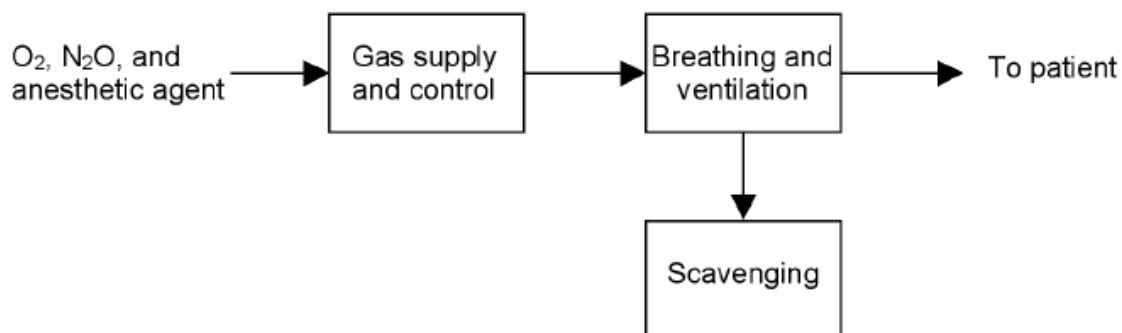 O₂, N₂O, and
anesthetic agent
Gas supply
and control
Breathing and
ventilation
To patient
Scavenging